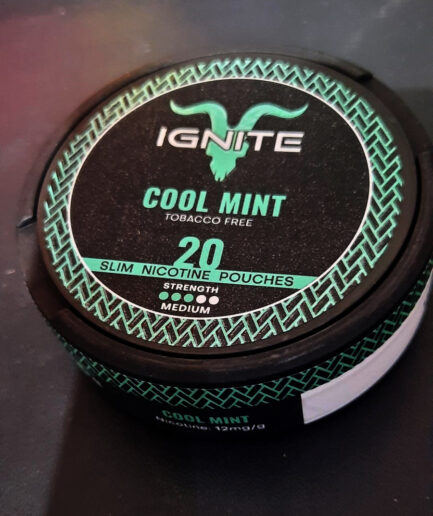 IGNITE
COOL MINT
TOBACCO FREE
20
SLIM NICOTINE POUCHES
STRENGTH
MEDIUM
COOL MINT
Nicotine: 12mg/g